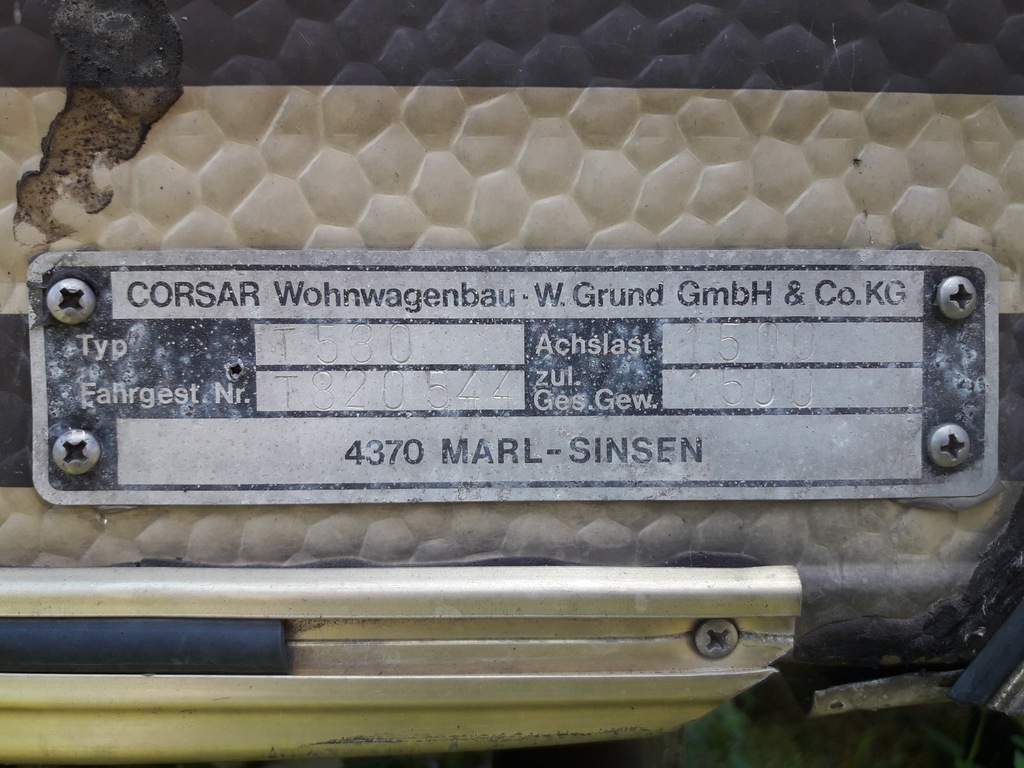 CORSAR Wohnwagenbau · W. Grund GmbH & Co. KG
Typ T 530 Achslast 1500
Fahrgest. Nr. T820544 zul. Ges. Gew. 1500
4370 MARL-SINSEN